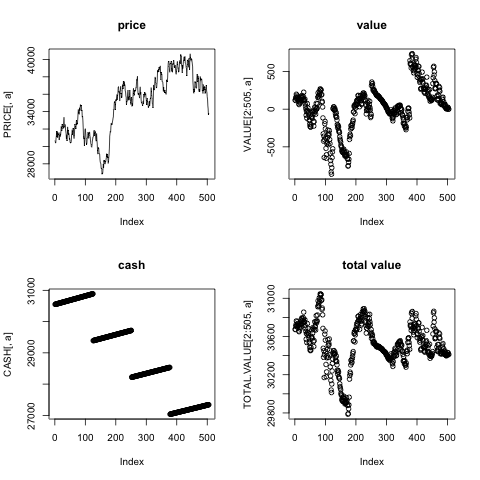 price
PRICE[, a]
28000 34000 40000
0 100 200 300 400 500
Index
value
VALUE[2:505, a]
-500 0 500
0 100 200 300 400 500
Index
cash
CASH[, a]
27000 29000 31000
0 100 200 300 400 500
Index
total value
TOTAL.VALUE[2:505, a]
29800 30200 30600 31000
0 100 200 300 400 500
Index